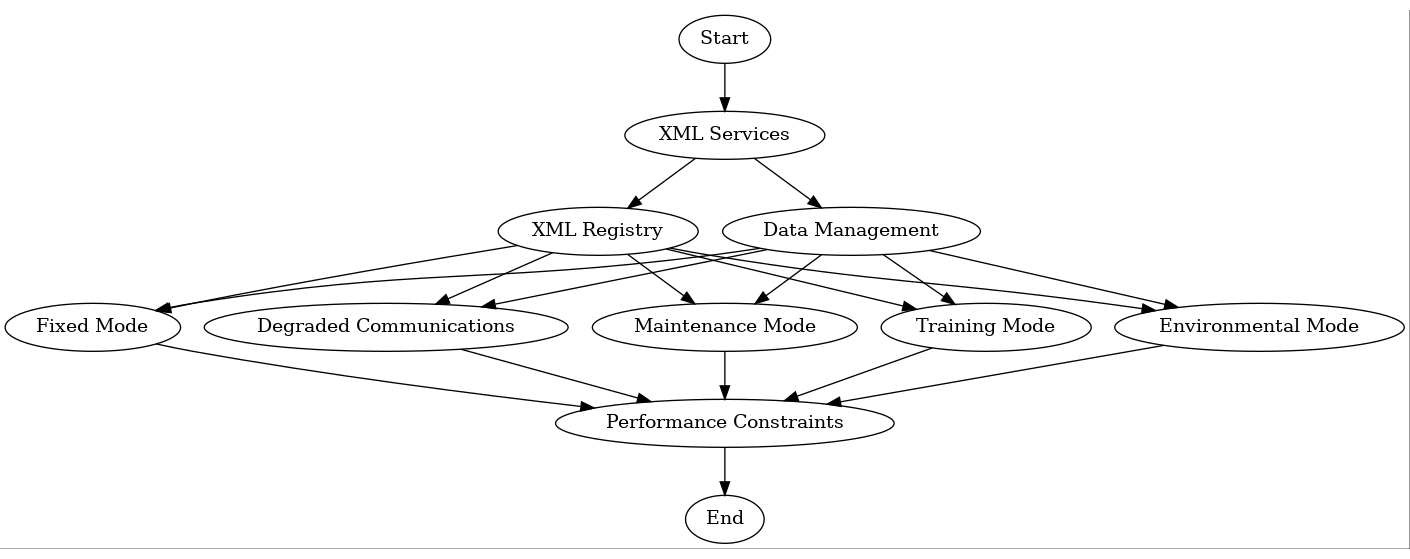 Start
XML Services
XML Registry
Data Management
Fixed Mode
Degraded Communications
Maintenance Mode
Training Mode
Environmental Mode
Performance Constraints
End